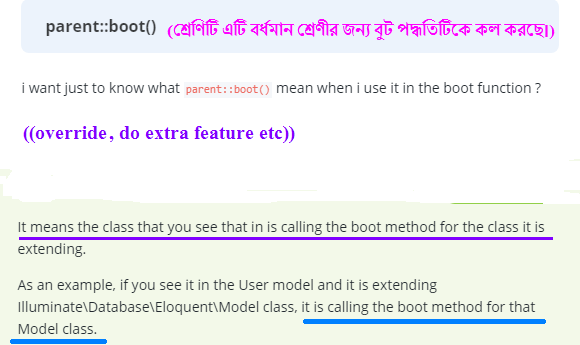 parent::boot() (শ্রেণিটি এটি বর্ধমান শ্রেণীর জন্য বুট পদ্ধতিটিকে কল করছে।)
i want just to know what parent::boot() mean when i use it in the boot function ?
((override, do extra feature etc))
It means the class that you see that in is calling the boot method for the class it is
extending.
As an example, if you see it in the User model and it is extending
Illuminate\Database\Eloquent\Model class, it is calling the boot method for that
Model class.